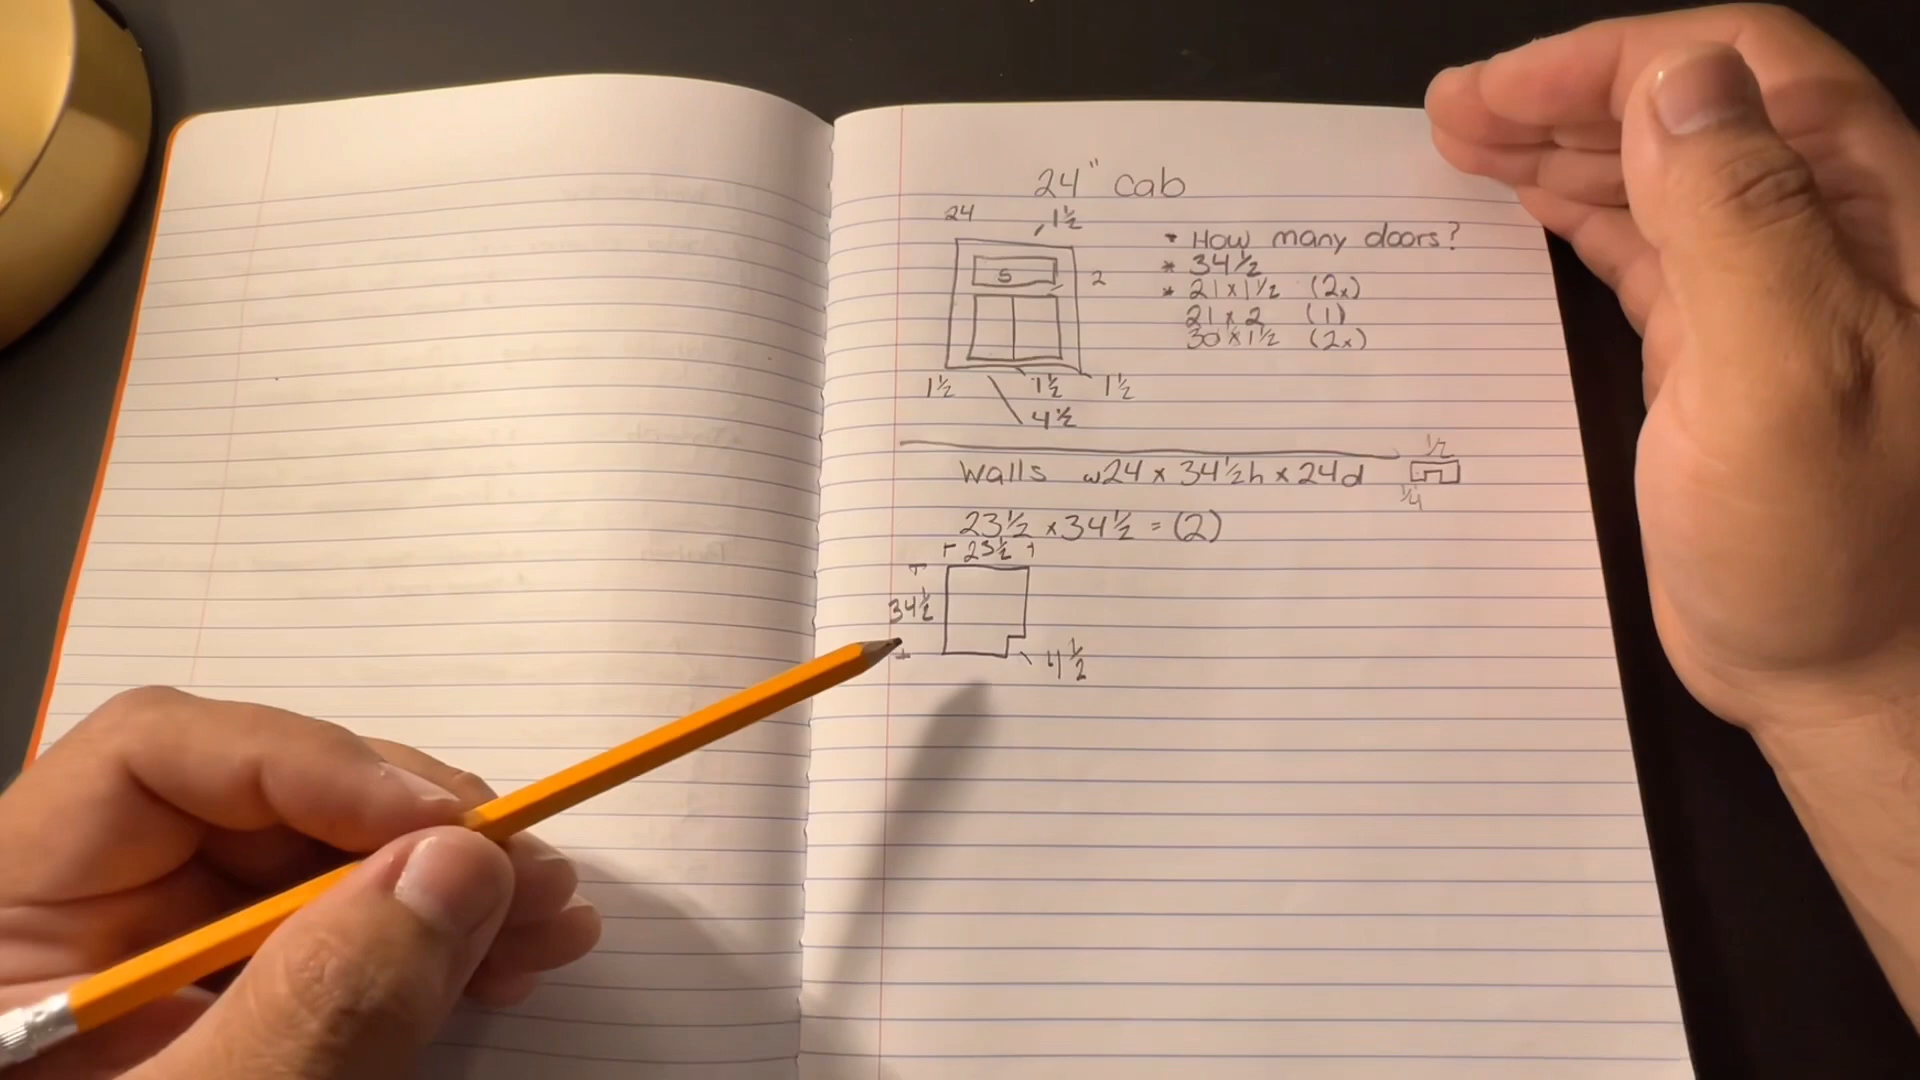 24" cab
24
1½
5
2
1½
1½
1½
4½
* How many doors?
* 34½
* 21 x 1½ (2x)
21 x 2 (1)
30 x 1½ (2x)
Walls w24 x 34½h x 24d
½
¼
23½ x 34½ = (2)
23½
34½
4½